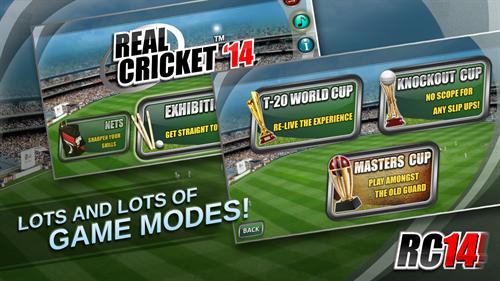 REAL
CRICKET '14
TM
NETS
SHARPEN YOUR
SKILLS
EXHIBITI
GET STRAIGHT TO
T-20 WORLD CUP
RE-LIVE THE EXPERIENCE
KNOCKOUT CUP
NO SCOPE FOR
ANY SLIP UPS!
MASTERS CUP
PLAY AMONGST
THE OLD GUARD
BACK
LOTS AND LOTS OF
GAME MODES!
RC14!